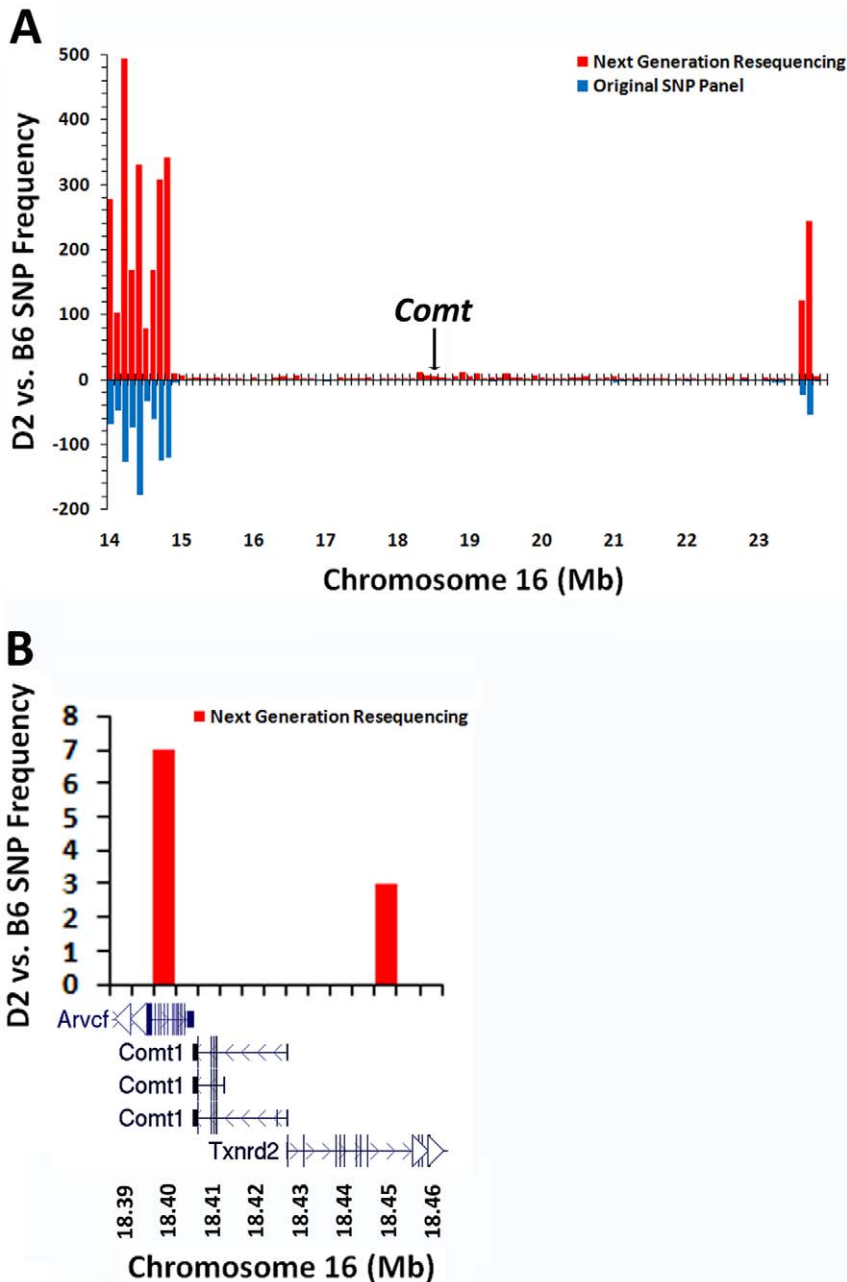 A
D2 vs. B6 SNP Frequency
500
400
300
200
100
0
-100
-200
Next Generation Resequencing
Original SNP Panel
Comt
14 15 16 17 18 19 20 21 22 23
Chromosome 16 (Mb)
B
D2 vs. B6 SNP Frequency
8
7
6
5
4
3
2
1
0
Next Generation Resequencing
Arvcf
Comt1
Comt1
Comt1
Txnrd2
18.39 18.40 18.41 18.42 18.43 18.44 18.45 18.46
Chromosome 16 (Mb)